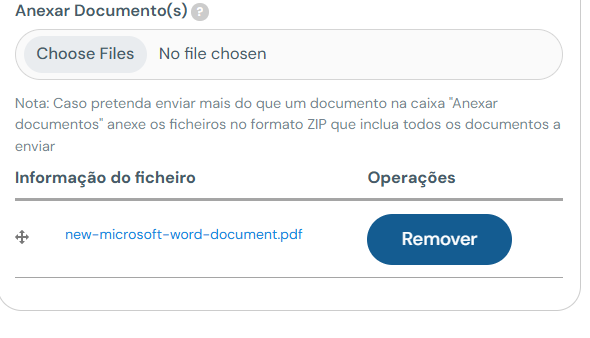 Anexar Documento(s) ?
Choose Files No file chosen
Nota: Caso pretenda enviar mais do que um documento na caixa "Anexar
documentos" anexe os ficheiros no formato ZIP que inclua todos os documentos a
enviar
Informação do ficheiro Operações
new-microsoft-word-document.pdf Remover